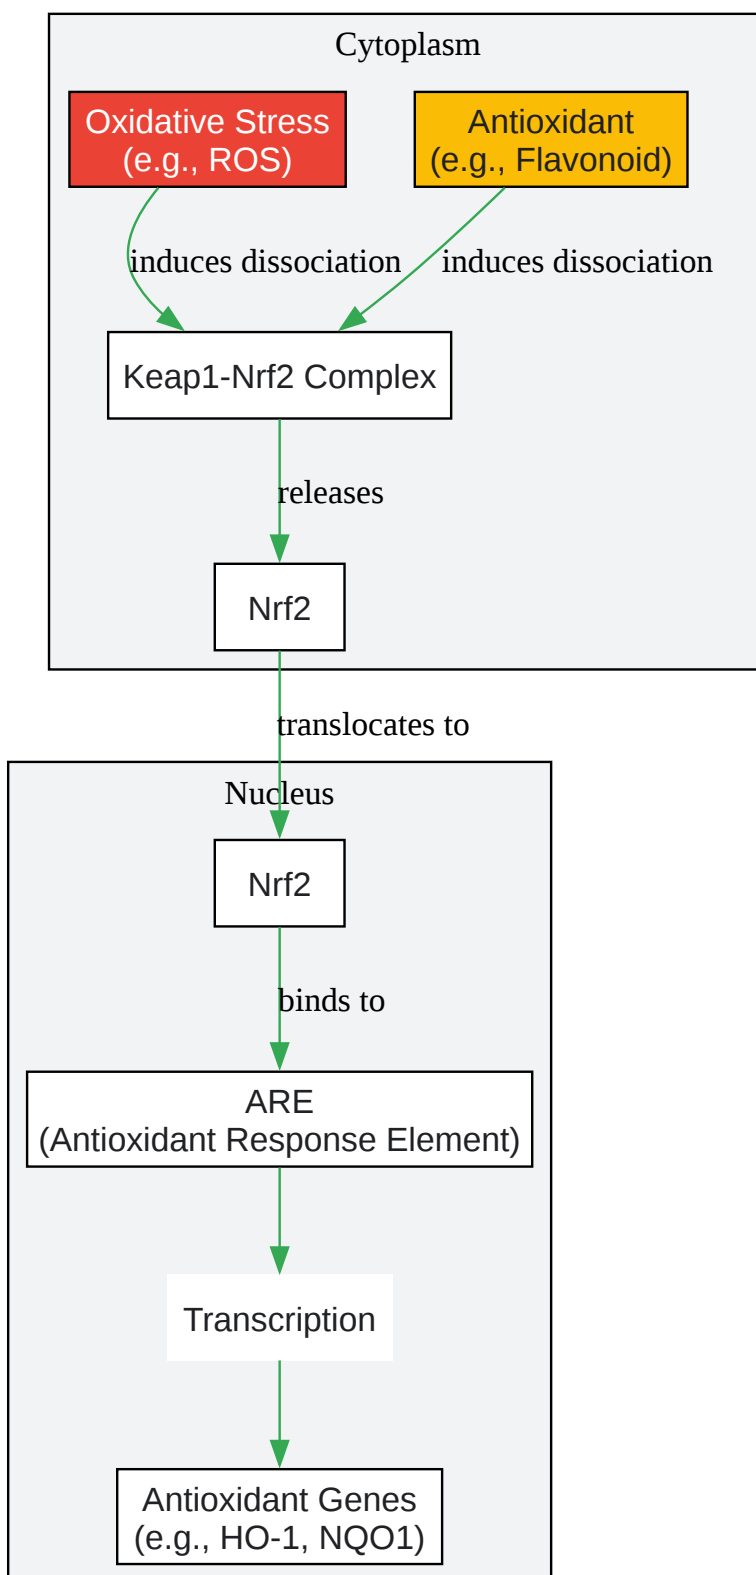 Cytoplasm
Oxidative Stress
(e.g., ROS)
Antioxidant
(e.g., Flavonoid)
induces dissociation
induces dissociation
Keap1-Nrf2 Complex
releases
Nrf2
translocates to
Nucleus
Nrf2
binds to
ARE
(Antioxidant Response Element)
Transcription
Antioxidant Genes
(e.g., HO-1, NQO1)